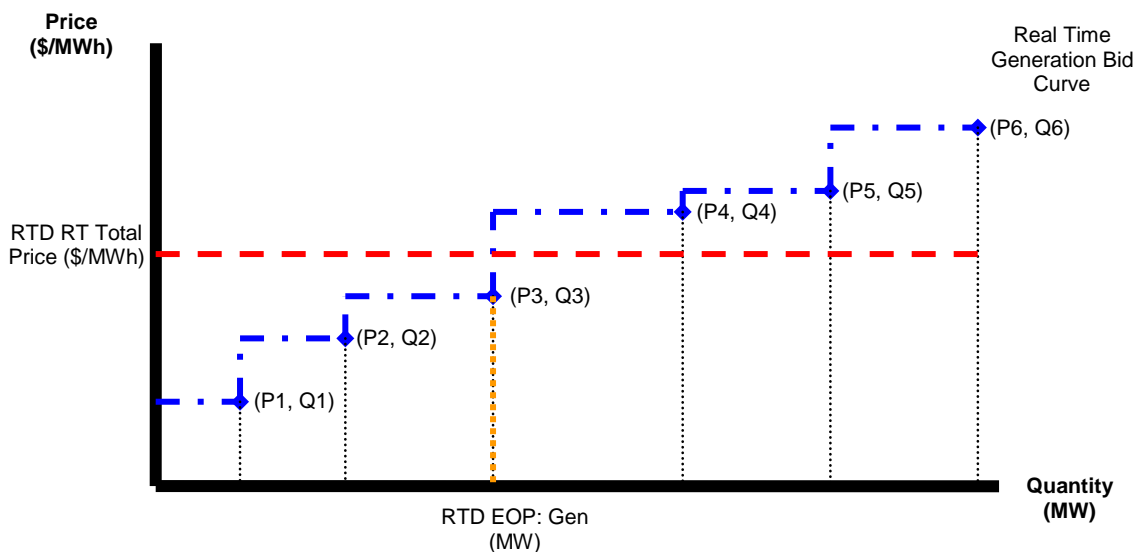 Price
($/MWh)
Real Time
Generation Bid
Curve
(P6, Q6)
(P5, Q5)
(P4, Q4)
RTD RT Total
Price ($/MWh)
(P3, Q3)
(P2, Q2)
(P1, Q1)
Quantity
(MW)
RTD EOP: Gen
(MW)